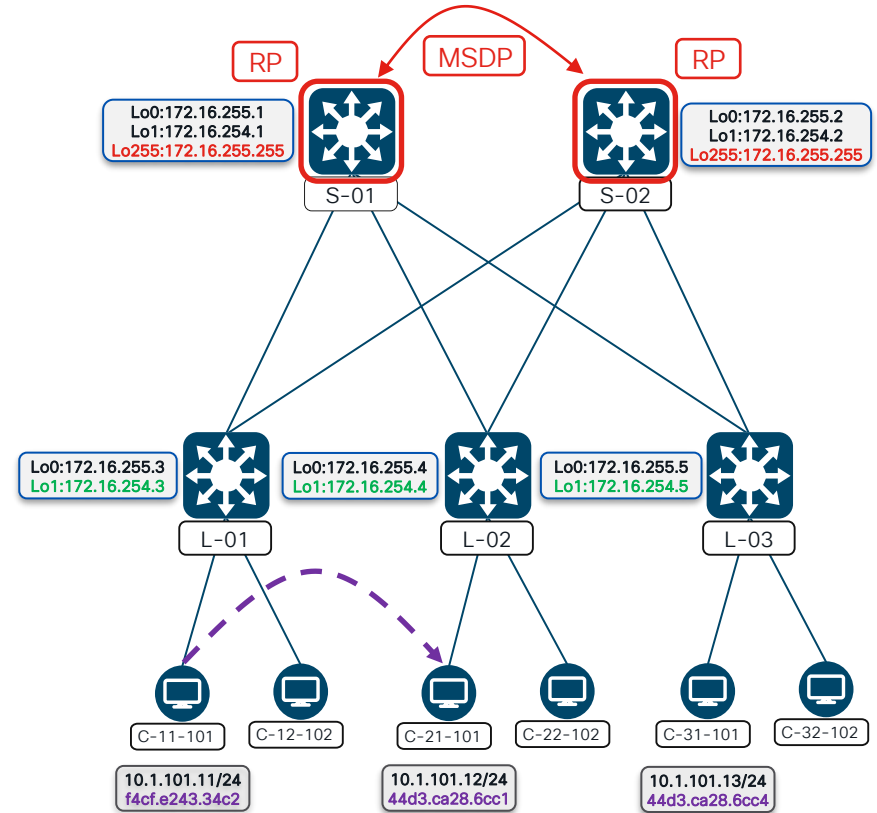 RP
MSDP
RP
Lo0:172.16.255.1
Lo1:172.16.254.1
Lo255:172.16.255.255
Lo0:172.16.255.2
Lo1:172.16.254.2
Lo255:172.16.255.255
S-01
S-02
Lo0:172.16.255.3
Lo1:172.16.254.3
Lo0:172.16.255.4
Lo1:172.16.254.4
Lo0:172.16.255.5
Lo1:172.16.254.5
L-01
L-02
L-03
C-11-101
C-12-102
C-21-101
C-22-102
C-31-101
C-32-102
10.1.101.11/24
f4cf.e243.34c2
10.1.101.12/24
44d3.ca28.6cc1
10.1.101.13/24
44d3.ca28.6cc4